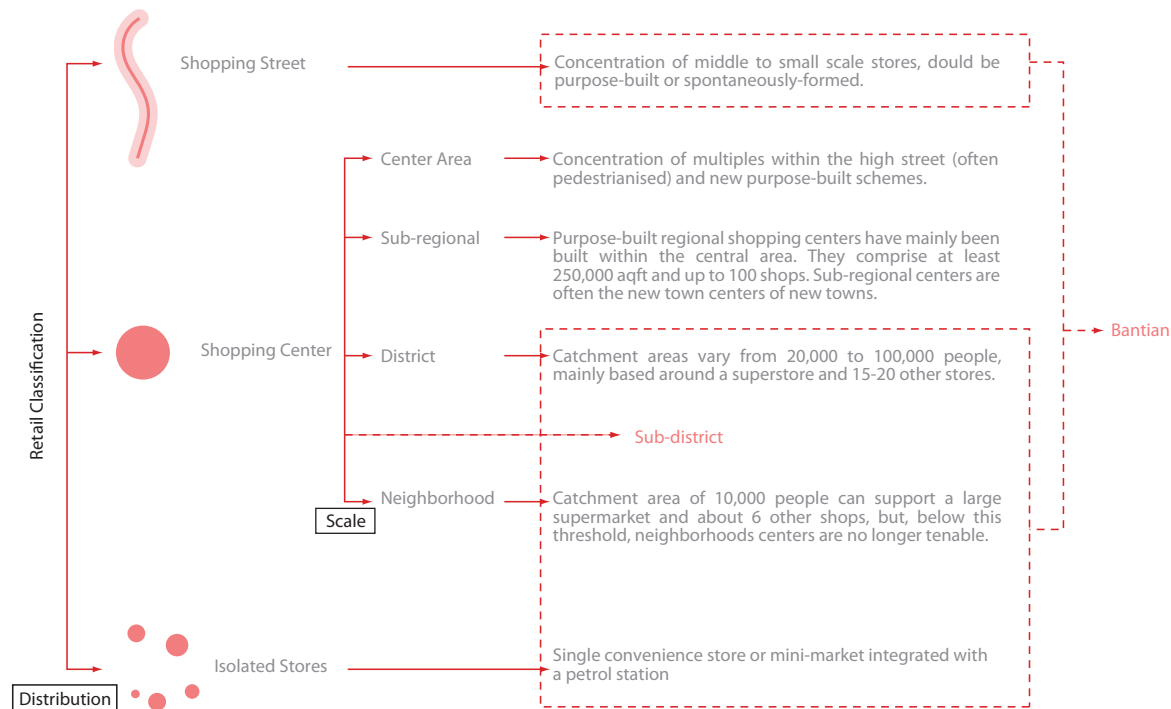 Retail Classification
Distribution
Shopping Street
Concentration of middle to small scale stores, dould be
purpose-built or spontaneously-formed.
Shopping Center
Scale
Center Area
Concentration of multiples within the high street (often
pedestrianised) and new purpose-built schemes.
Sub-regional
Purpose-built regional shopping centers have mainly been
built within the central area. They comprise at least
250,000 aqft and up to 100 shops. Sub-regional centers are
often the new town centers of new towns.
District
Catchment areas vary from 20,000 to 100,000 people,
mainly based around a superstore and 15-20 other stores.
Sub-district
Neighborhood
Catchment area of 10,000 people can support a large
supermarket and about 6 other shops, but, below this
threshold, neighborhoods centers are no longer tenable.
Isolated Stores
Single convenience store or mini-market integrated with
a petrol station
Bantian